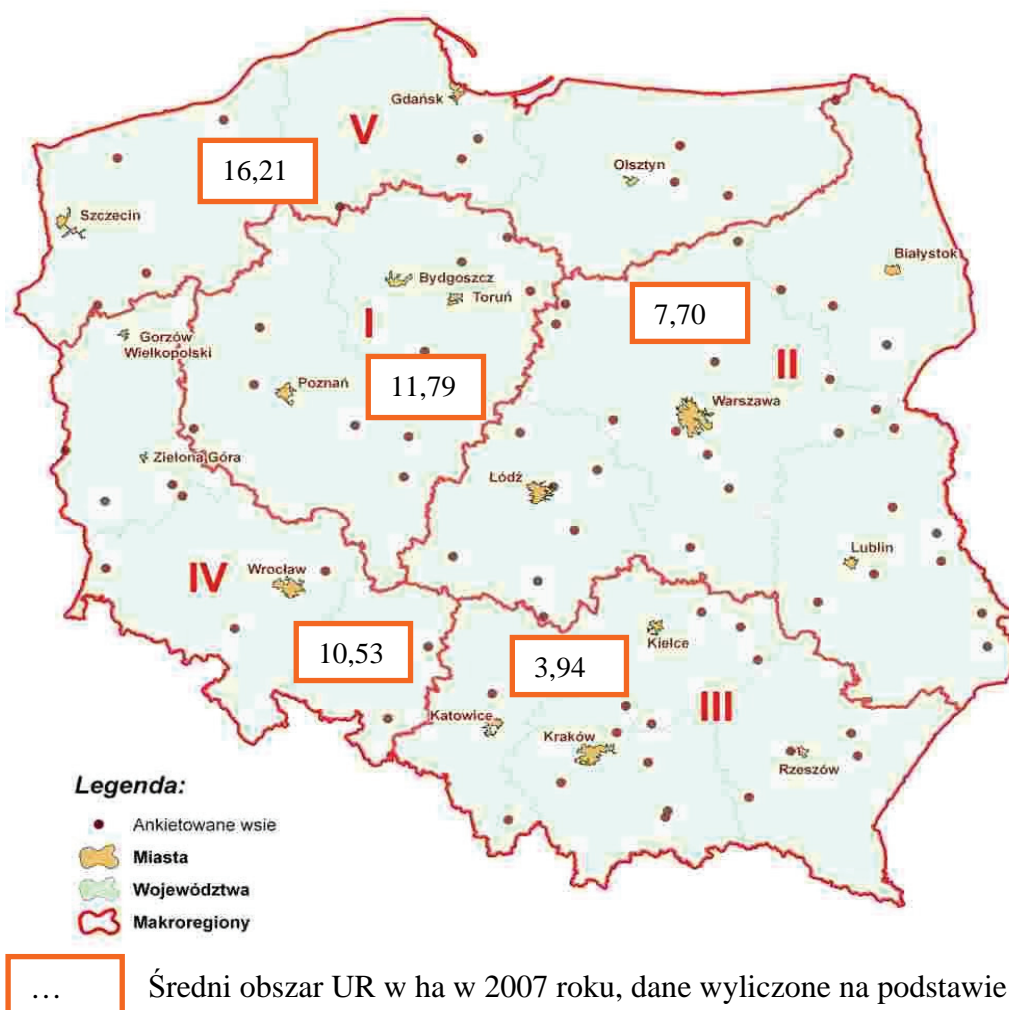 Gdańsk
V
16,21
Olsztyn
Szczecin
Białystok
Bydgoszcz
Toruń
7,70
I
Gorzów
Wielkopolski
II
11,79
Poznań
Warszawa
Zielona Góra
Łódź
Lublin
IV
Wrocław
10,53
3,94
Kielce
III
Katowice
Kraków
Rzeszów
Legenda:
Ankietowane wsie
Miasta
Województwa
Makroregiony
… Średni obszar UR w ha w 2007 roku, dane wyliczone na podstawie